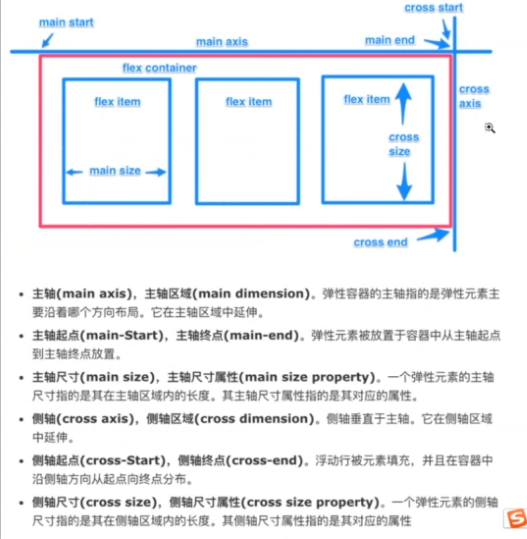 cross start
main start
main axis
main end
flex container
cross
axis
flex item
flex item
flex item
cross
size
main size
cross end
• 主轴(main axis)，主轴区域(main dimension)。弹性容器的主轴指的是弹性元素主
要沿着哪个方向布局。它在主轴区域中延伸。
• 主轴起点(main-Start)，主轴终点(main-end)。弹性元素被放置于容器中从主轴起点
到主轴终点放置。
• 主轴尺寸(main size)，主轴尺寸属性(main size property)。一个弹性元素的主轴
尺寸指的是其在主轴区域内的长度。其主轴尺寸属性指的是其对应的属性。
• 侧轴(cross axis)，侧轴区域(cross dimension)。侧轴垂直于主轴。它在侧轴区域
中延伸。
• 侧轴起点(cross-Start)，侧轴终点(cross-end)。浮动行被元素填充，并且在容器中
沿侧轴方向从起点向终点分布。
• 侧轴尺寸(cross size)，侧轴尺寸属性(cross size property)。一个弹性元素的侧轴
尺寸指的是其在侧轴区域内的长度。其侧轴尺寸属性指的是其对应的属性
S